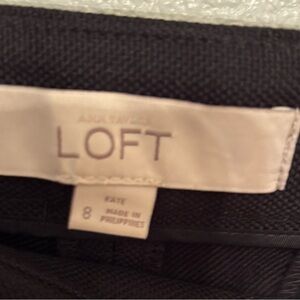 ANN TAYLOR
LOFT
KATE
8
MADE IN
PHILIPPINES